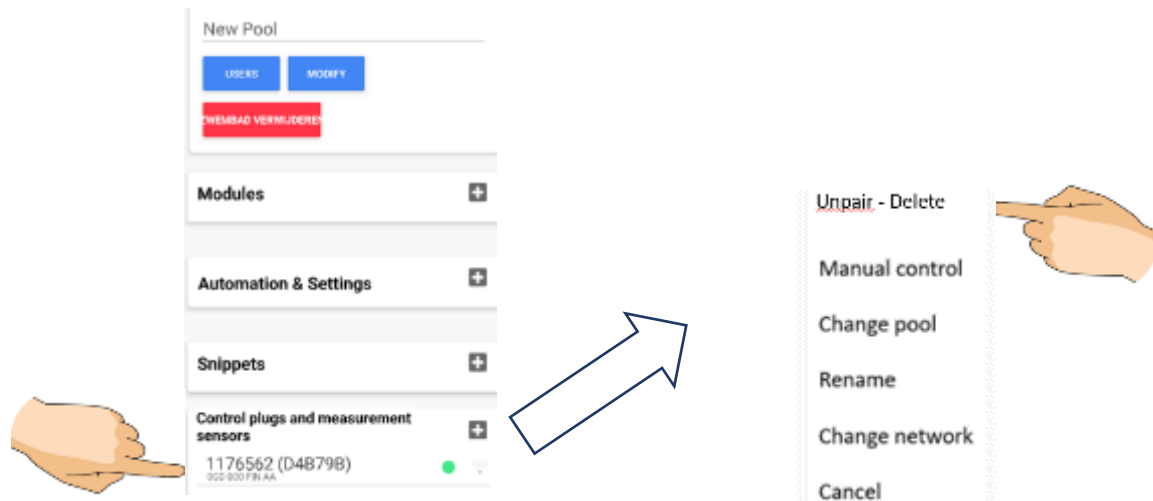 New Pool
USERS
MODIFY
ZWEMBAD VERWIJDEREN
Modules
Automation & Settings
Snippets
Control plugs and measurement
sensors
1176562 (D4B79B)
Unpair - Delete
Manual control
Change pool
Rename
Change network
Cancel